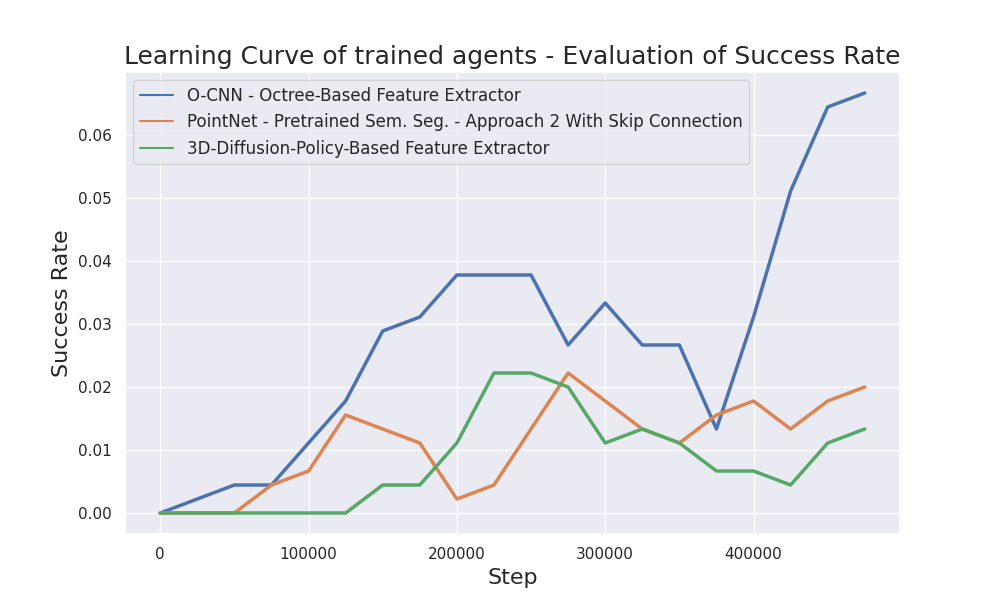 Learning Curve of trained agents - Evaluation of Success Rate
O-CNN - Octree-Based Feature Extractor
PointNet - Pretrained Sem. Seg. - Approach 2 With Skip Connection
3D-Diffusion-Policy-Based Feature Extractor
Success Rate
0.06
0.05
0.04
0.03
0.02
0.01
0.00
0 100000 200000 300000 400000
Step